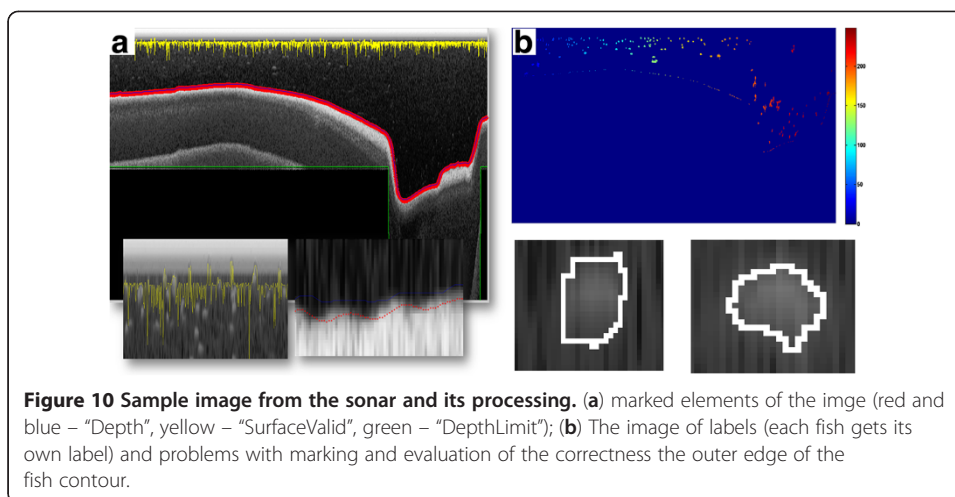 a
b
200
150
100
50
0
Figure 10 Sample image from the sonar and its processing. (a) marked elements of the imge (red and
blue – “Depth”, yellow – “SurfaceValid”, green – “DepthLimit”); (b) The image of labels (each fish gets its
own label) and problems with marking and evaluation of the correctness the outer edge of the
fish contour.